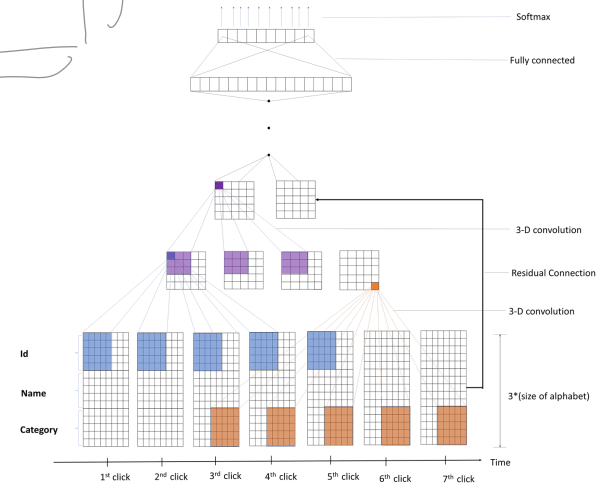 Softmax
Fully connected
3-D convolution
Residual Connection
3-D convolution
Id
Name
3*(size of alphabet)
Category
Time
1st click
2nd click
3rd click
4th click
5th click
6th click
7th click